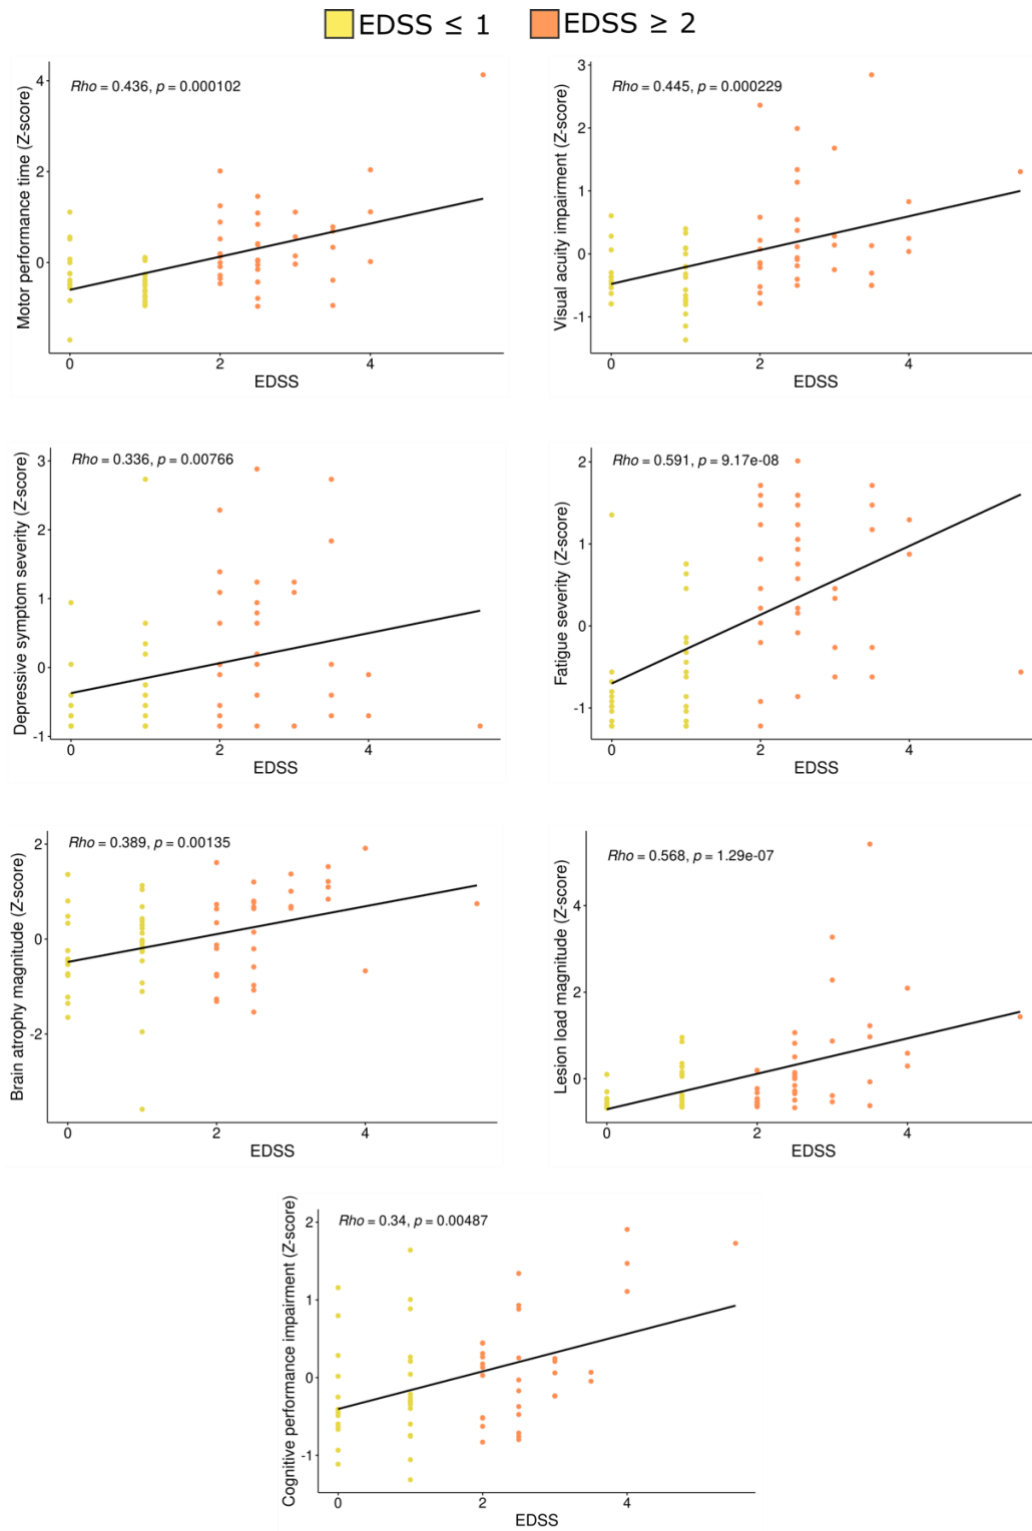 EDSS ≤ 1 EDSS ≥ 2
Rho = 0.436, p = 0.000102
Motor performance time (Z-score)
4
2
0
0 2 4
EDSS
Rho = 0.445, p = 0.000229
Visual acuity impairment (Z-score)
3
2
1
0
-1
0 2 4
EDSS
Rho = 0.336, p = 0.00766
Depressive symptom severity (Z-score)
3
2
1
0
-1
0 2 4
EDSS
Rho = 0.591, p = 9.17e-08
Fatigue severity (Z-score)
2
1
0
-1
0 2 4
EDSS
Rho = 0.389, p = 0.00135
Brain atrophy magnitude (Z-score)
2
0
-2
0 2 4
EDSS
Rho = 0.568, p = 1.29e-07
Lesion load magnitude (Z-score)
4
2
0
0 2 4
EDSS
Rho = 0.34, p = 0.00487
Cognitive performance impairment (Z-score)
2
1
0
-1
0 2 4
EDSS